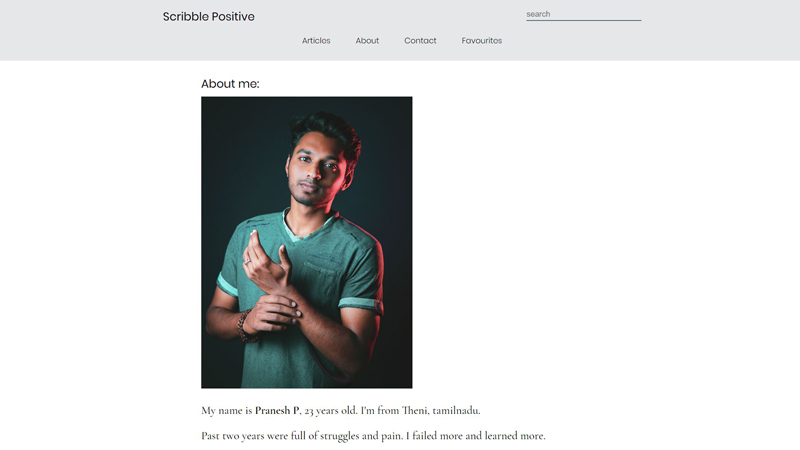 Scribble Positive
search
Articles About Contact Favourites
About me:
My name is Pranesh P, 23 years old. I'm from Theni, tamilnadu.
Past two years were full of struggles and pain. I failed more and learned more.